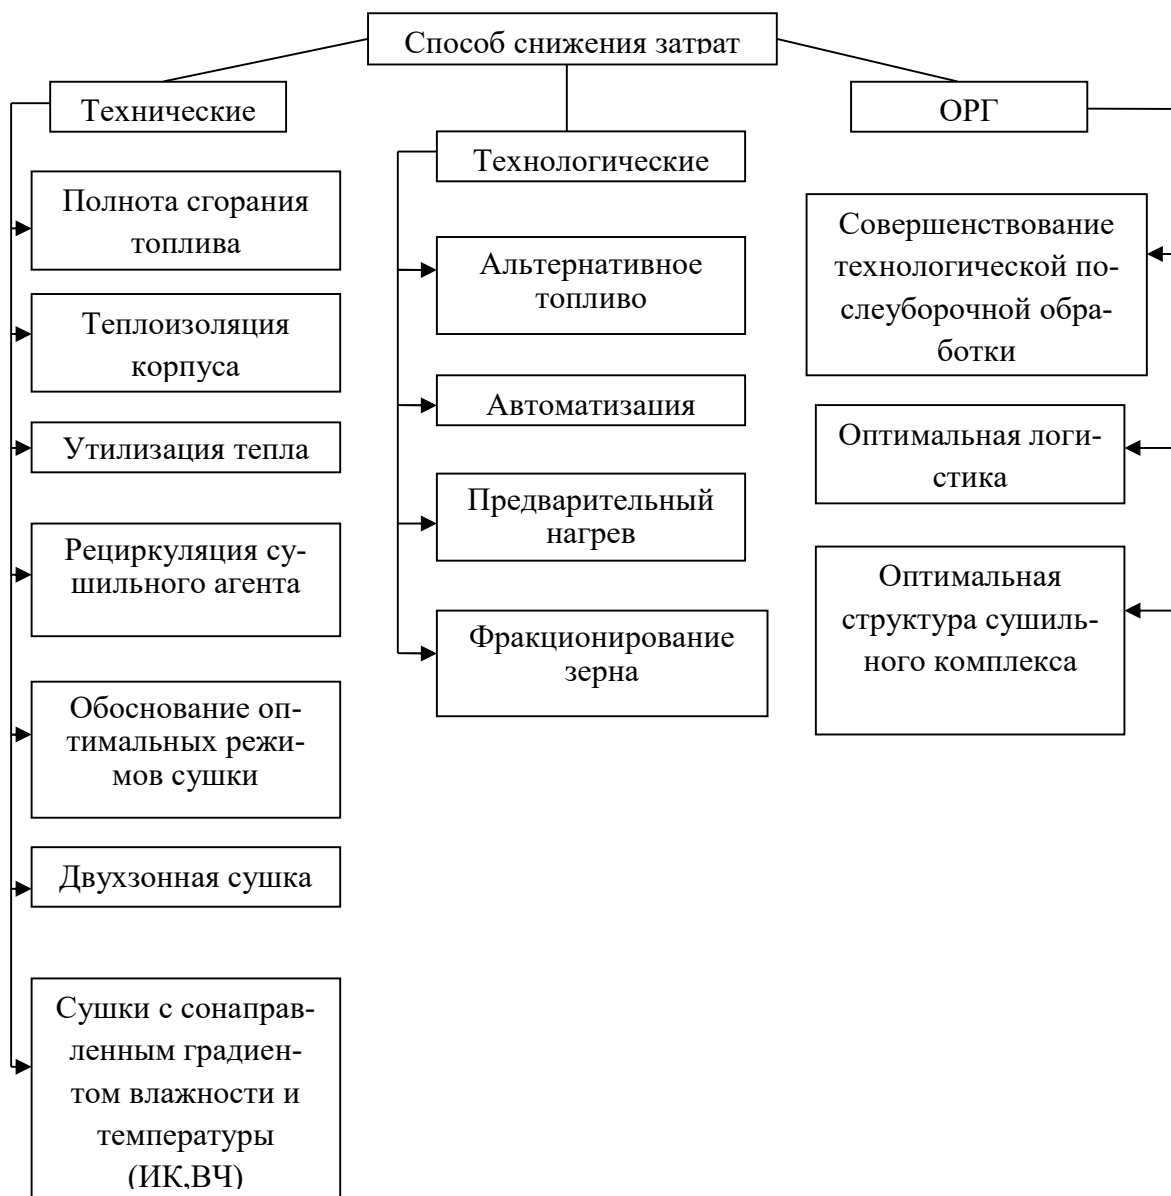 Способ снижения затрат
Технические
ОРГ
Технологические
Полнота сгорания
топлива
Теплоизоляция
корпуса
Утилизация тепла
Рециркуляция су-
шильного агента
Обоснование оп-
тимальных режи-
мов сушки
Двухзонная сушка
Сушки с сонаправ-
ленным градиен-
том влажности и
температуры
(ИК,ВЧ)
Альтернативное
топливо
Автоматизация
Предварительный
нагрев
Фракционирование
зерна
Совершенствование
технологической по-
слеуборочной обра-
ботки
Оптимальная логи-
стика
Оптимальная
структура сушиль-
ного комплекса